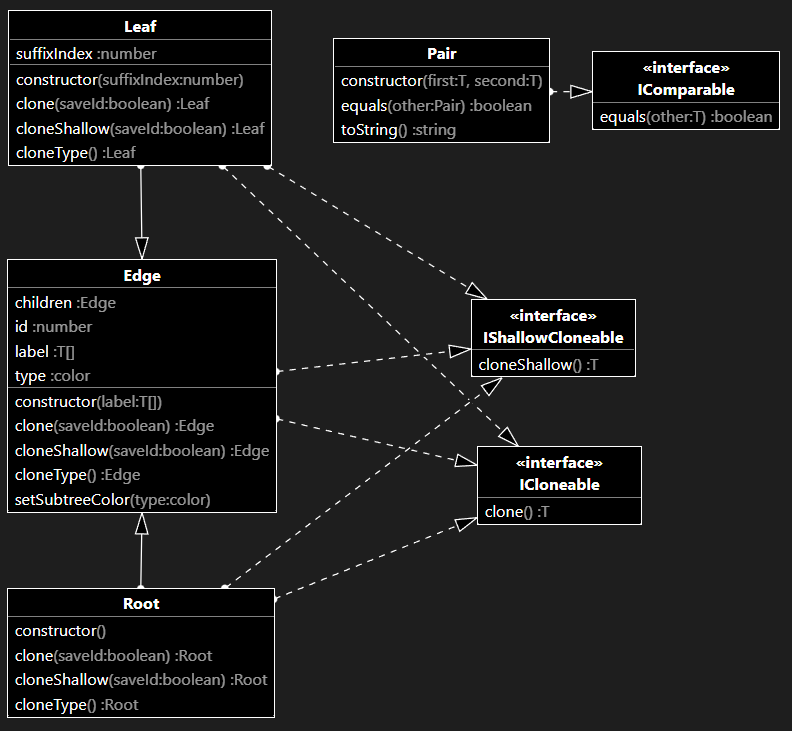 Leaf
suffixIndex :number
constructor(suffixIndex:number)
clone(saveId:boolean) :Leaf
cloneShallow(saveId:boolean) :Leaf
cloneType() :Leaf
Pair
constructor(first:T, second:T)
equals(other:Pair) :boolean
toString() :string
«interface»
IComparable
equals(other:T) :boolean
Edge
children :Edge
id :number
label :T[]
type :color
constructor(label:T[])
clone(saveId:boolean) :Edge
cloneShallow(saveId:boolean) :Edge
cloneType() :Edge
setSubtreeColor(type:color)
«interface»
IShallowCloneable
cloneShallow() :T
«interface»
ICloneable
clone() :T
Root
constructor()
clone(saveId:boolean) :Root
cloneShallow(saveId:boolean) :Root
cloneType() :Root